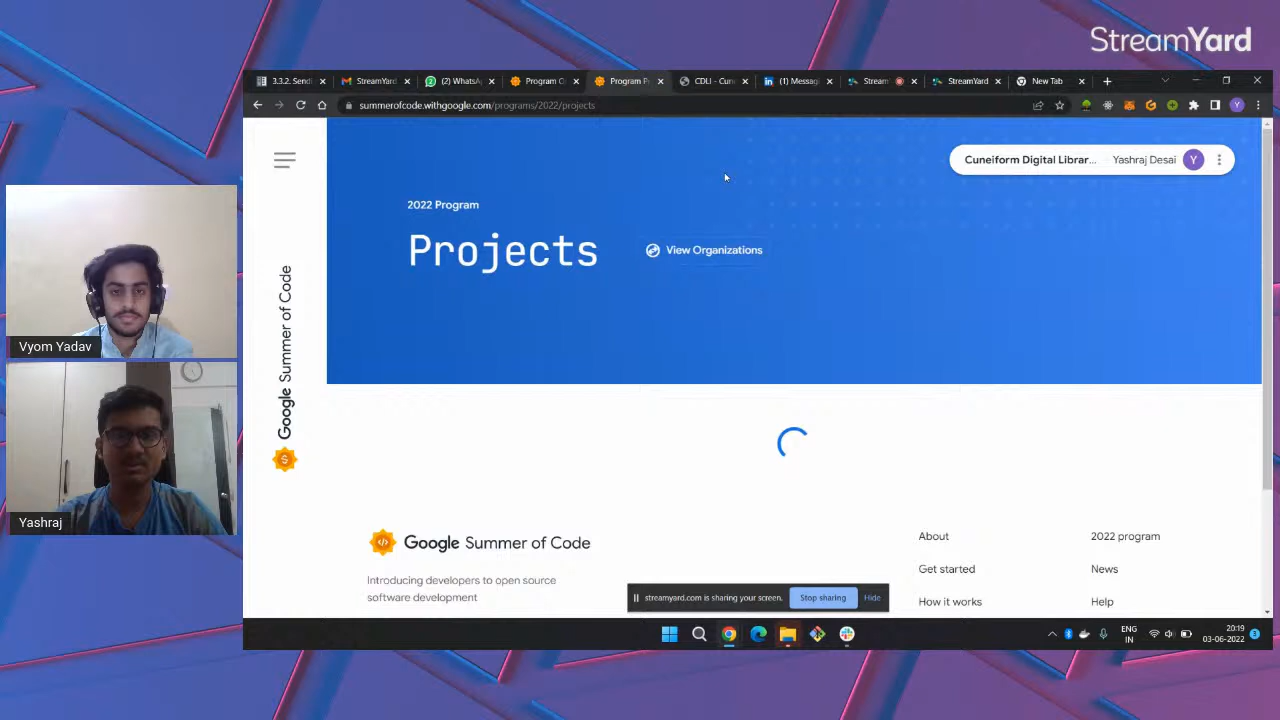 StreamYard
3.3.2. Sendi
StreamYard
(2) WhatsA
Program C
Program P
CDLI - Cun
(1) Messag
Stream
StreamYard
New Tab
summerofcode.withgoogle.com/programs/2022/projects
Y
Cuneiform Digital Librar... Yashraj Desai Y
2022 Program
Projects
View Organizations
Google Summer of Code
Vyom Yadav
Yashraj
Google Summer of Code
Introducing developers to open source
software development
About
Get started
How it works
2022 program
News
Help
streamyard.com is sharing your screen.
Stop sharing
Hide
ENG
IN
20:19
03-06-2022
3